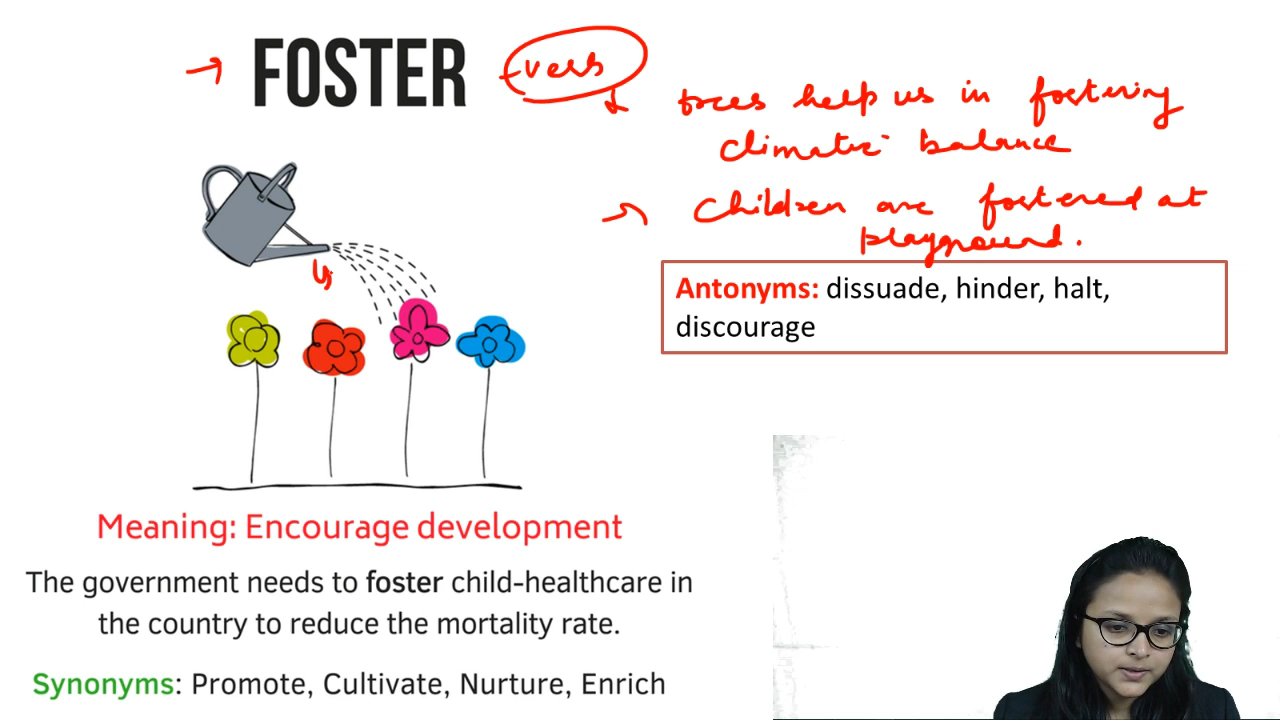 → FOSTER - verb
trees help us in fostering
climatic balance
→ Children are fostered at
playground.
Antonyms: dissuade, hinder, halt,
discourage
Meaning: Encourage development
The government needs to foster child-healthcare in
the country to reduce the mortality rate.
Synonyms: Promote, Cultivate, Nurture, Enrich